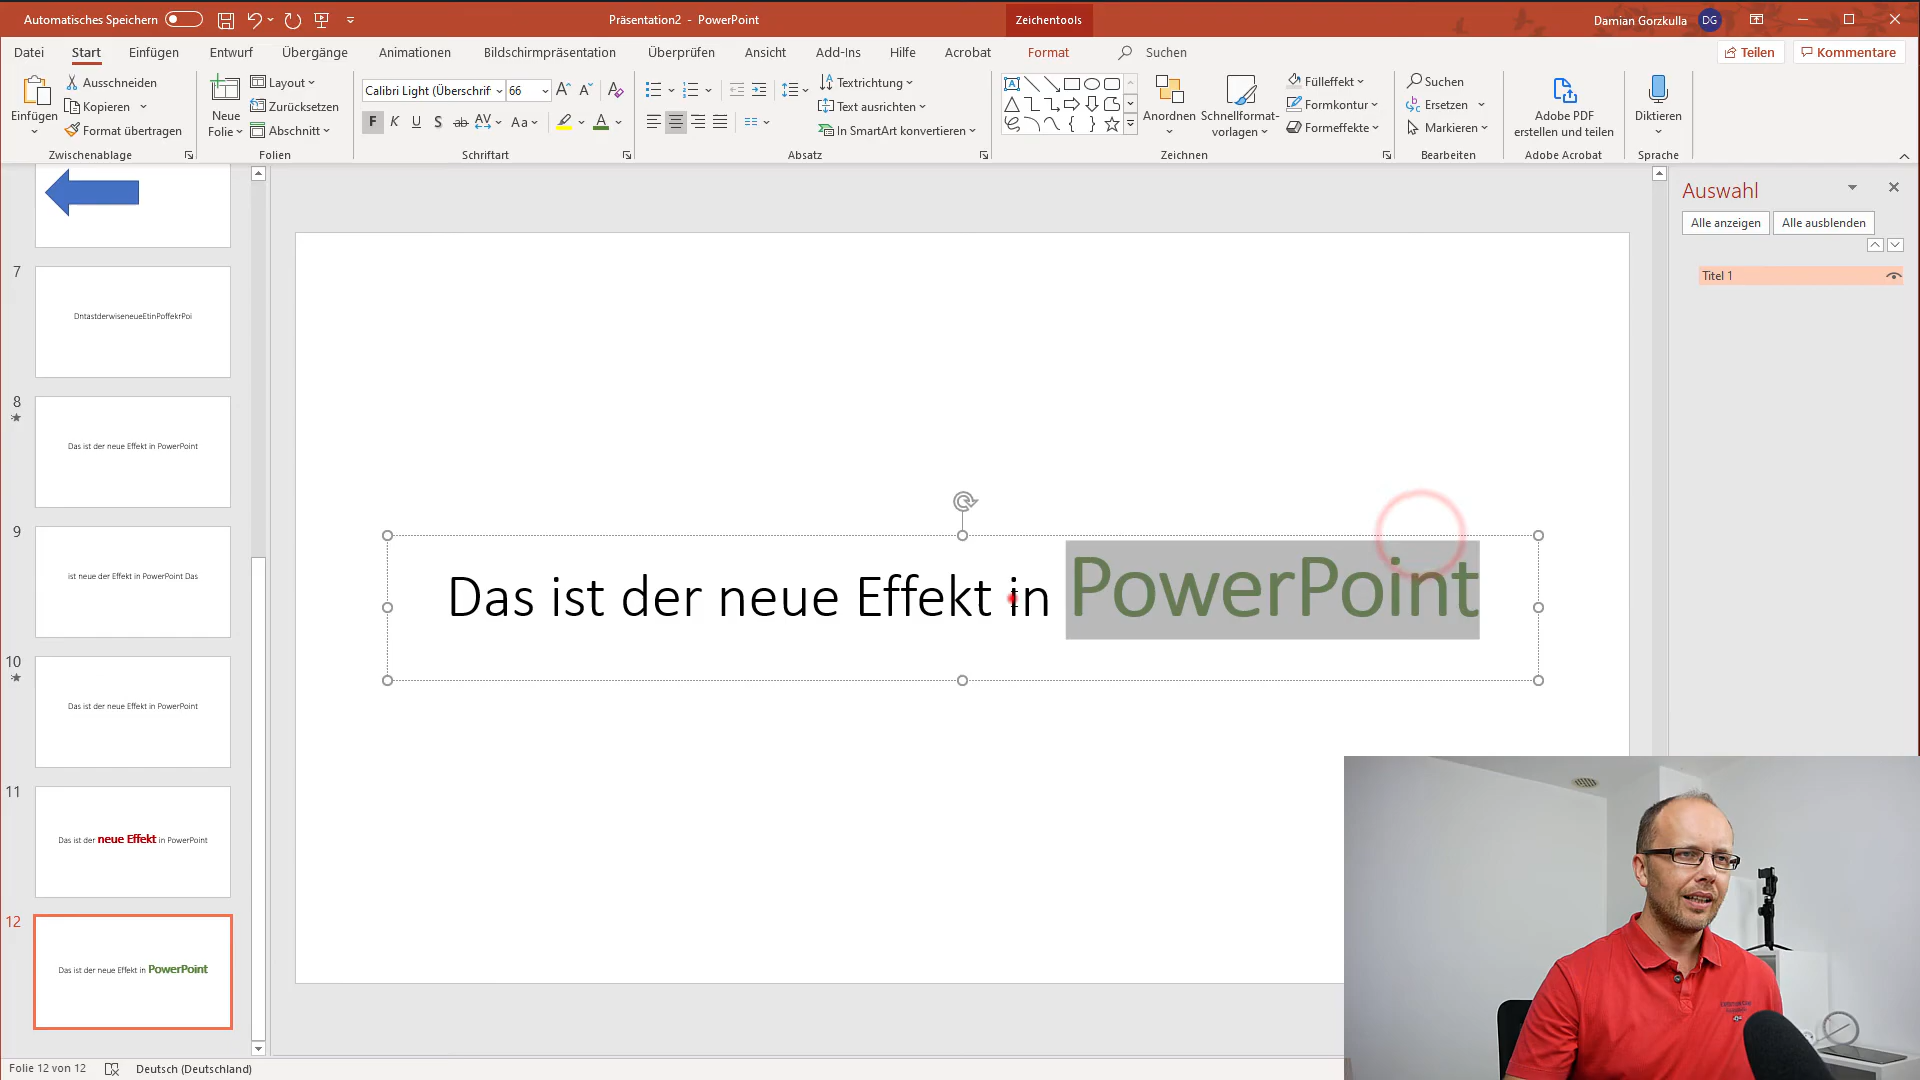 Automatisches Speichern
Präsentation2 - PowerPoint
Zeichentools
Damian Gorzkulla
DG
Datei Start Einfügen Entwurf Übergänge Animationen Bildschirmpräsentation Überprüfen Ansicht Add-Ins Hilfe Acrobat Format Suchen
Teilen Kommentare
Einfügen
Ausschneiden
Kopieren
Format übertragen
Zwischenablage
Neue Folie
Layout
Zurücksetzen
Abschnitt
Folien
Calibri Light (Überschrif 66
F K U S ab AV Aa A
Schriftart
Textrichtung
Text ausrichten
In SmartArt konvertieren
Absatz
Anordnen
Schnellformat-
vorlagen
Fülleffekt
Formkontur
Formeffekte
Zeichnen
Suchen
Ersetzen
Markieren
Bearbeiten
Adobe PDF
erstellen und teilen
Adobe Acrobat
Diktieren
Sprache
7
DntastderwiseneueEtinPoffekrPoi
8
Das ist der neue Effekt in PowerPoint
9
ist neue der Effekt in PowerPoint Das
10
Das ist der neue Effekt in PowerPoint
11
Das ist der neue Effekt in PowerPoint
12
Das ist der neue Effekt in PowerPoint
Das ist der neue Effekt in PowerPoint
Auswahl
Alle anzeigen Alle ausblenden
Titel 1
Folie 12 von 12 Deutsch (Deutschland)